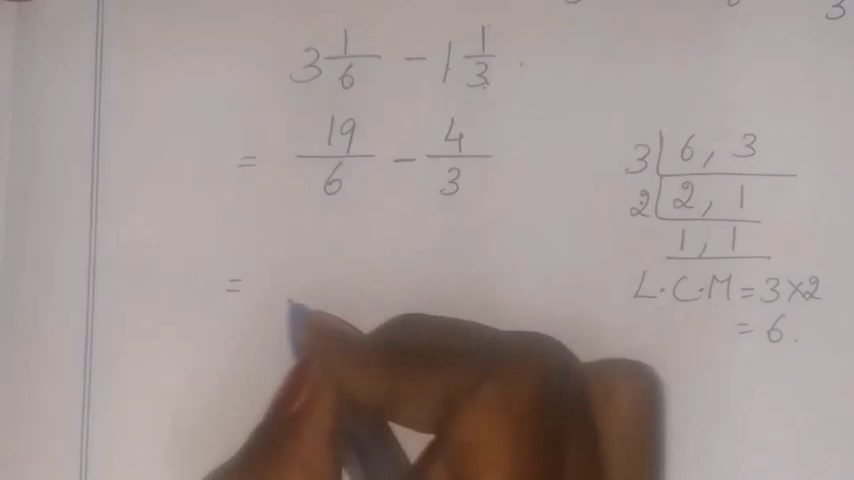 3 1/6 - 1 1/3
= 19/6 - 4/3
=
3 | 6, 3
2 | 2, 1
1, 1
L.C.M = 3×2
= 6.